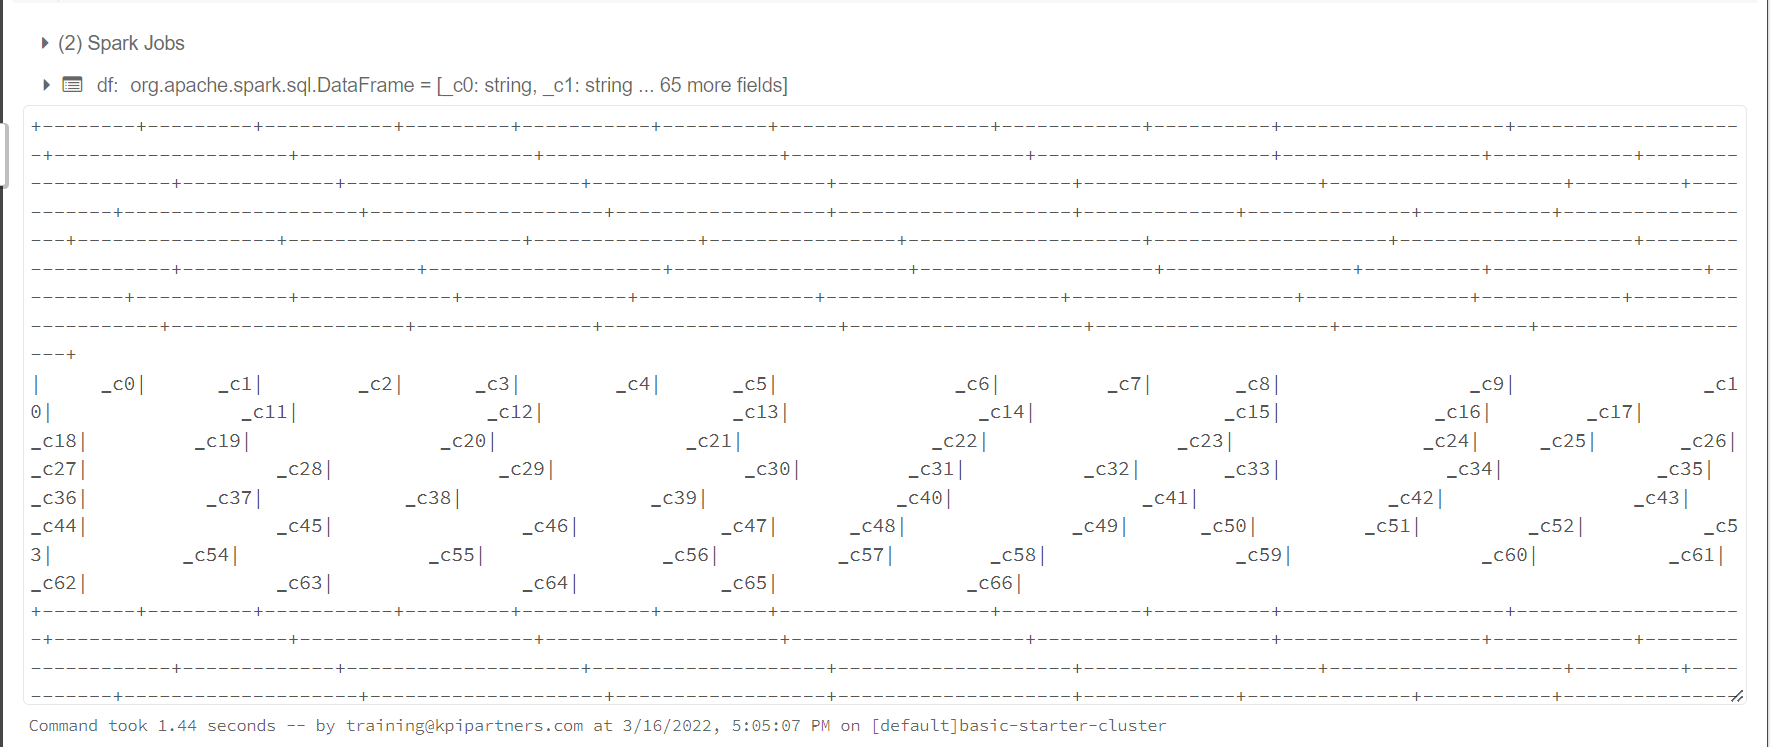 (2) Spark Jobs
df: org.apache.spark.sql.DataFrame = [_c0: string, _c1: string ... 65 more fields]
| _c0| _c1| _c2| _c3| _c4| _c5| _c6| _c7| _c8| _c9| _c1
0| _c11| _c12| _c13| _c14| _c15| _c16| _c17|
_c18| _c19| _c20| _c21| _c22| _c23| _c24| _c25| _c26|
_c27| _c28| _c29| _c30| _c31| _c32| _c33| _c34| _c35|
_c36| _c37| _c38| _c39| _c40| _c41| _c42| _c43|
_c44| _c45| _c46| _c47| _c48| _c49| _c50| _c51| _c52| _c5
3| _c54| _c55| _c56| _c57| _c58| _c59| _c60| _c61|
_c62| _c63| _c64| _c65| _c66|
Command took 1.44 seconds -- by training@kpipartners.com at 3/16/2022, 5:05:07 PM on [default]basic-starter-cluster